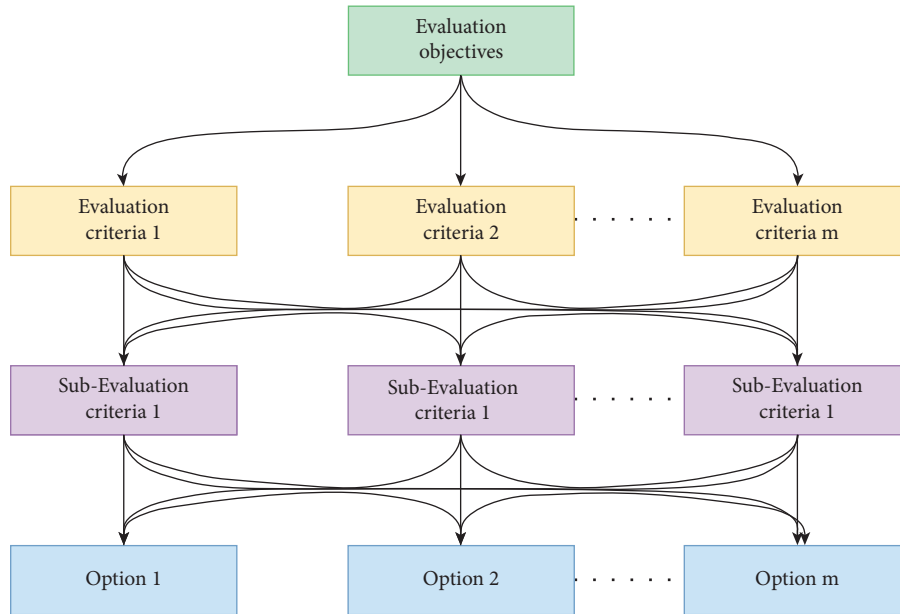 Evaluation
objectives
Evaluation
criteria 1
Evaluation
criteria 2
Evaluation
criteria m
Sub-Evaluation
criteria 1
Sub-Evaluation
criteria 1
Sub-Evaluation
criteria 1
Option 1
Option 2
Option m